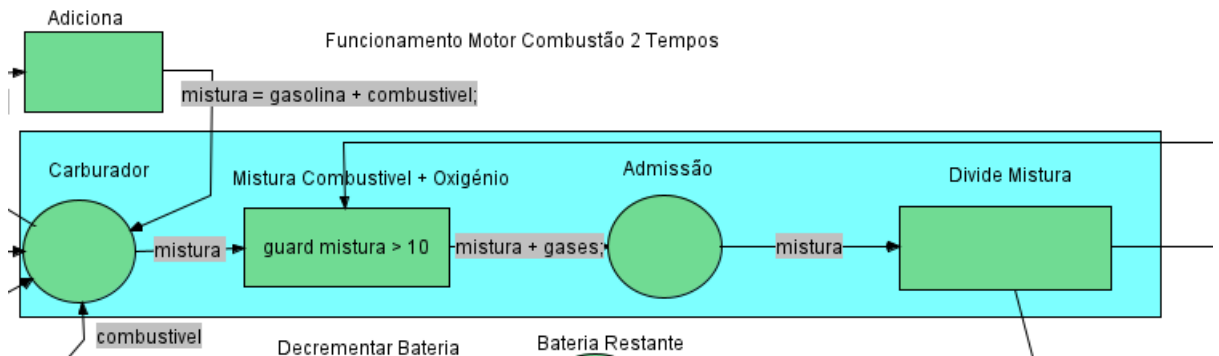 Adiciona
Funcionamento Motor Combustão 2 Tempos
mistura = gasolina + combustivel;
Carburador
Mistura Combustivel + Oxigénio
Admissão
Divide Mistura
mistura
guard mistura > 10
mistura + gases;
mistura
combustivel
Decrementar Bateria
Bateria Restante